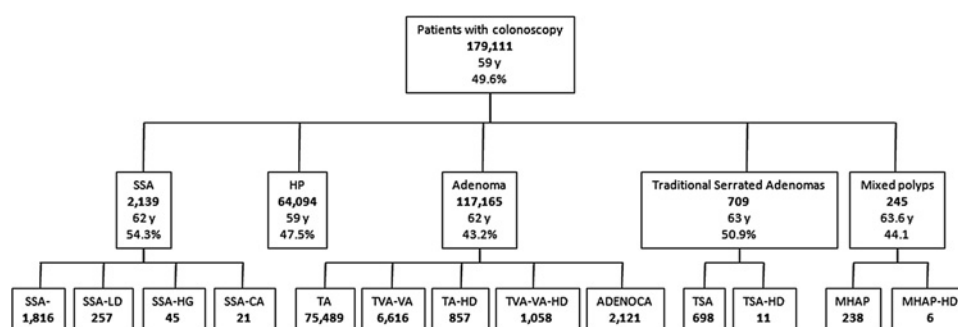 Patients with colonoscopy
179,111
59 y
49.6%
SSA
2,139
62 y
54.3%
HP
64,094
59 y
47.5%
Adenoma
117,165
62 y
43.2%
Traditional Serrated Adenomas
709
63 y
50.9%
Mixed polyps
245
63.6 y
44.1
SSA-
1,816
SSA-LD
257
SSA-HG
45
SSA-CA
21
TA
75,489
TVA-VA
6,616
TA-HD
857
TVA-VA-HD
1,058
ADENOCA
2,121
TSA
698
TSA-HD
11
MHAP
238
MHAP-HD
6